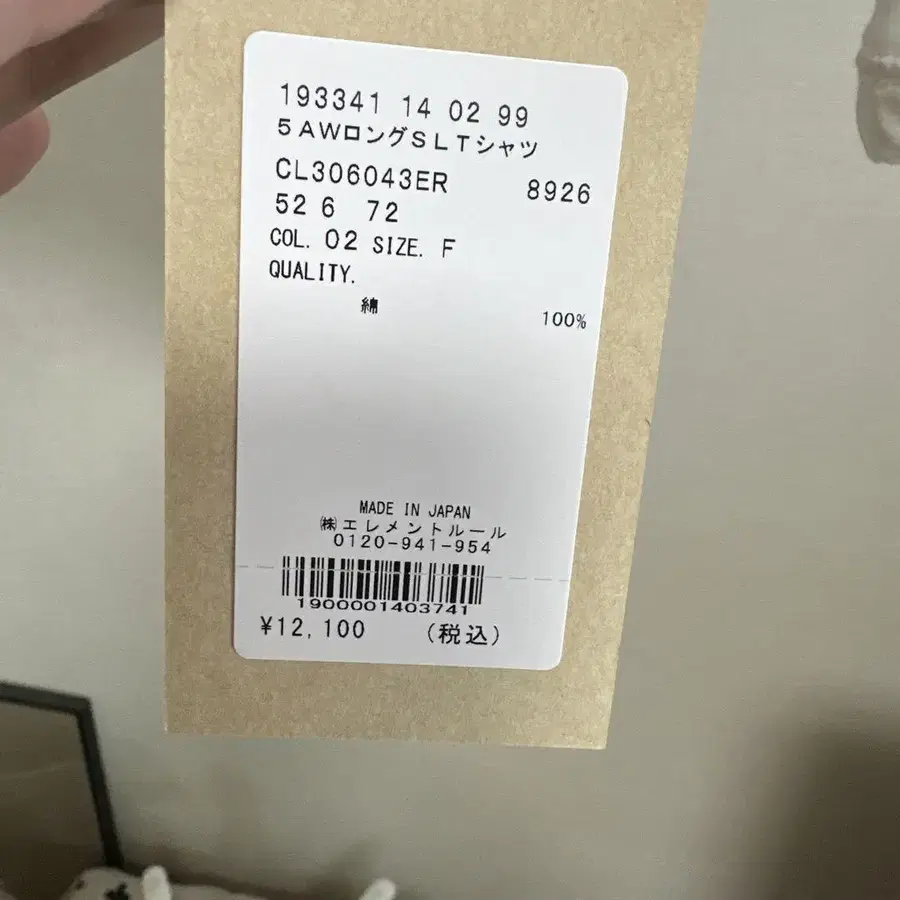 193341 14 02 99
5AWロングSLTシャツ
CL306043ER 8926
52 6 72
COL. 02 SIZE. F
QUALITY.
綿 100%
MADE IN JAPAN
㈱エレメントルール
0120-941-954
1900001403741
¥12,100 (税込)